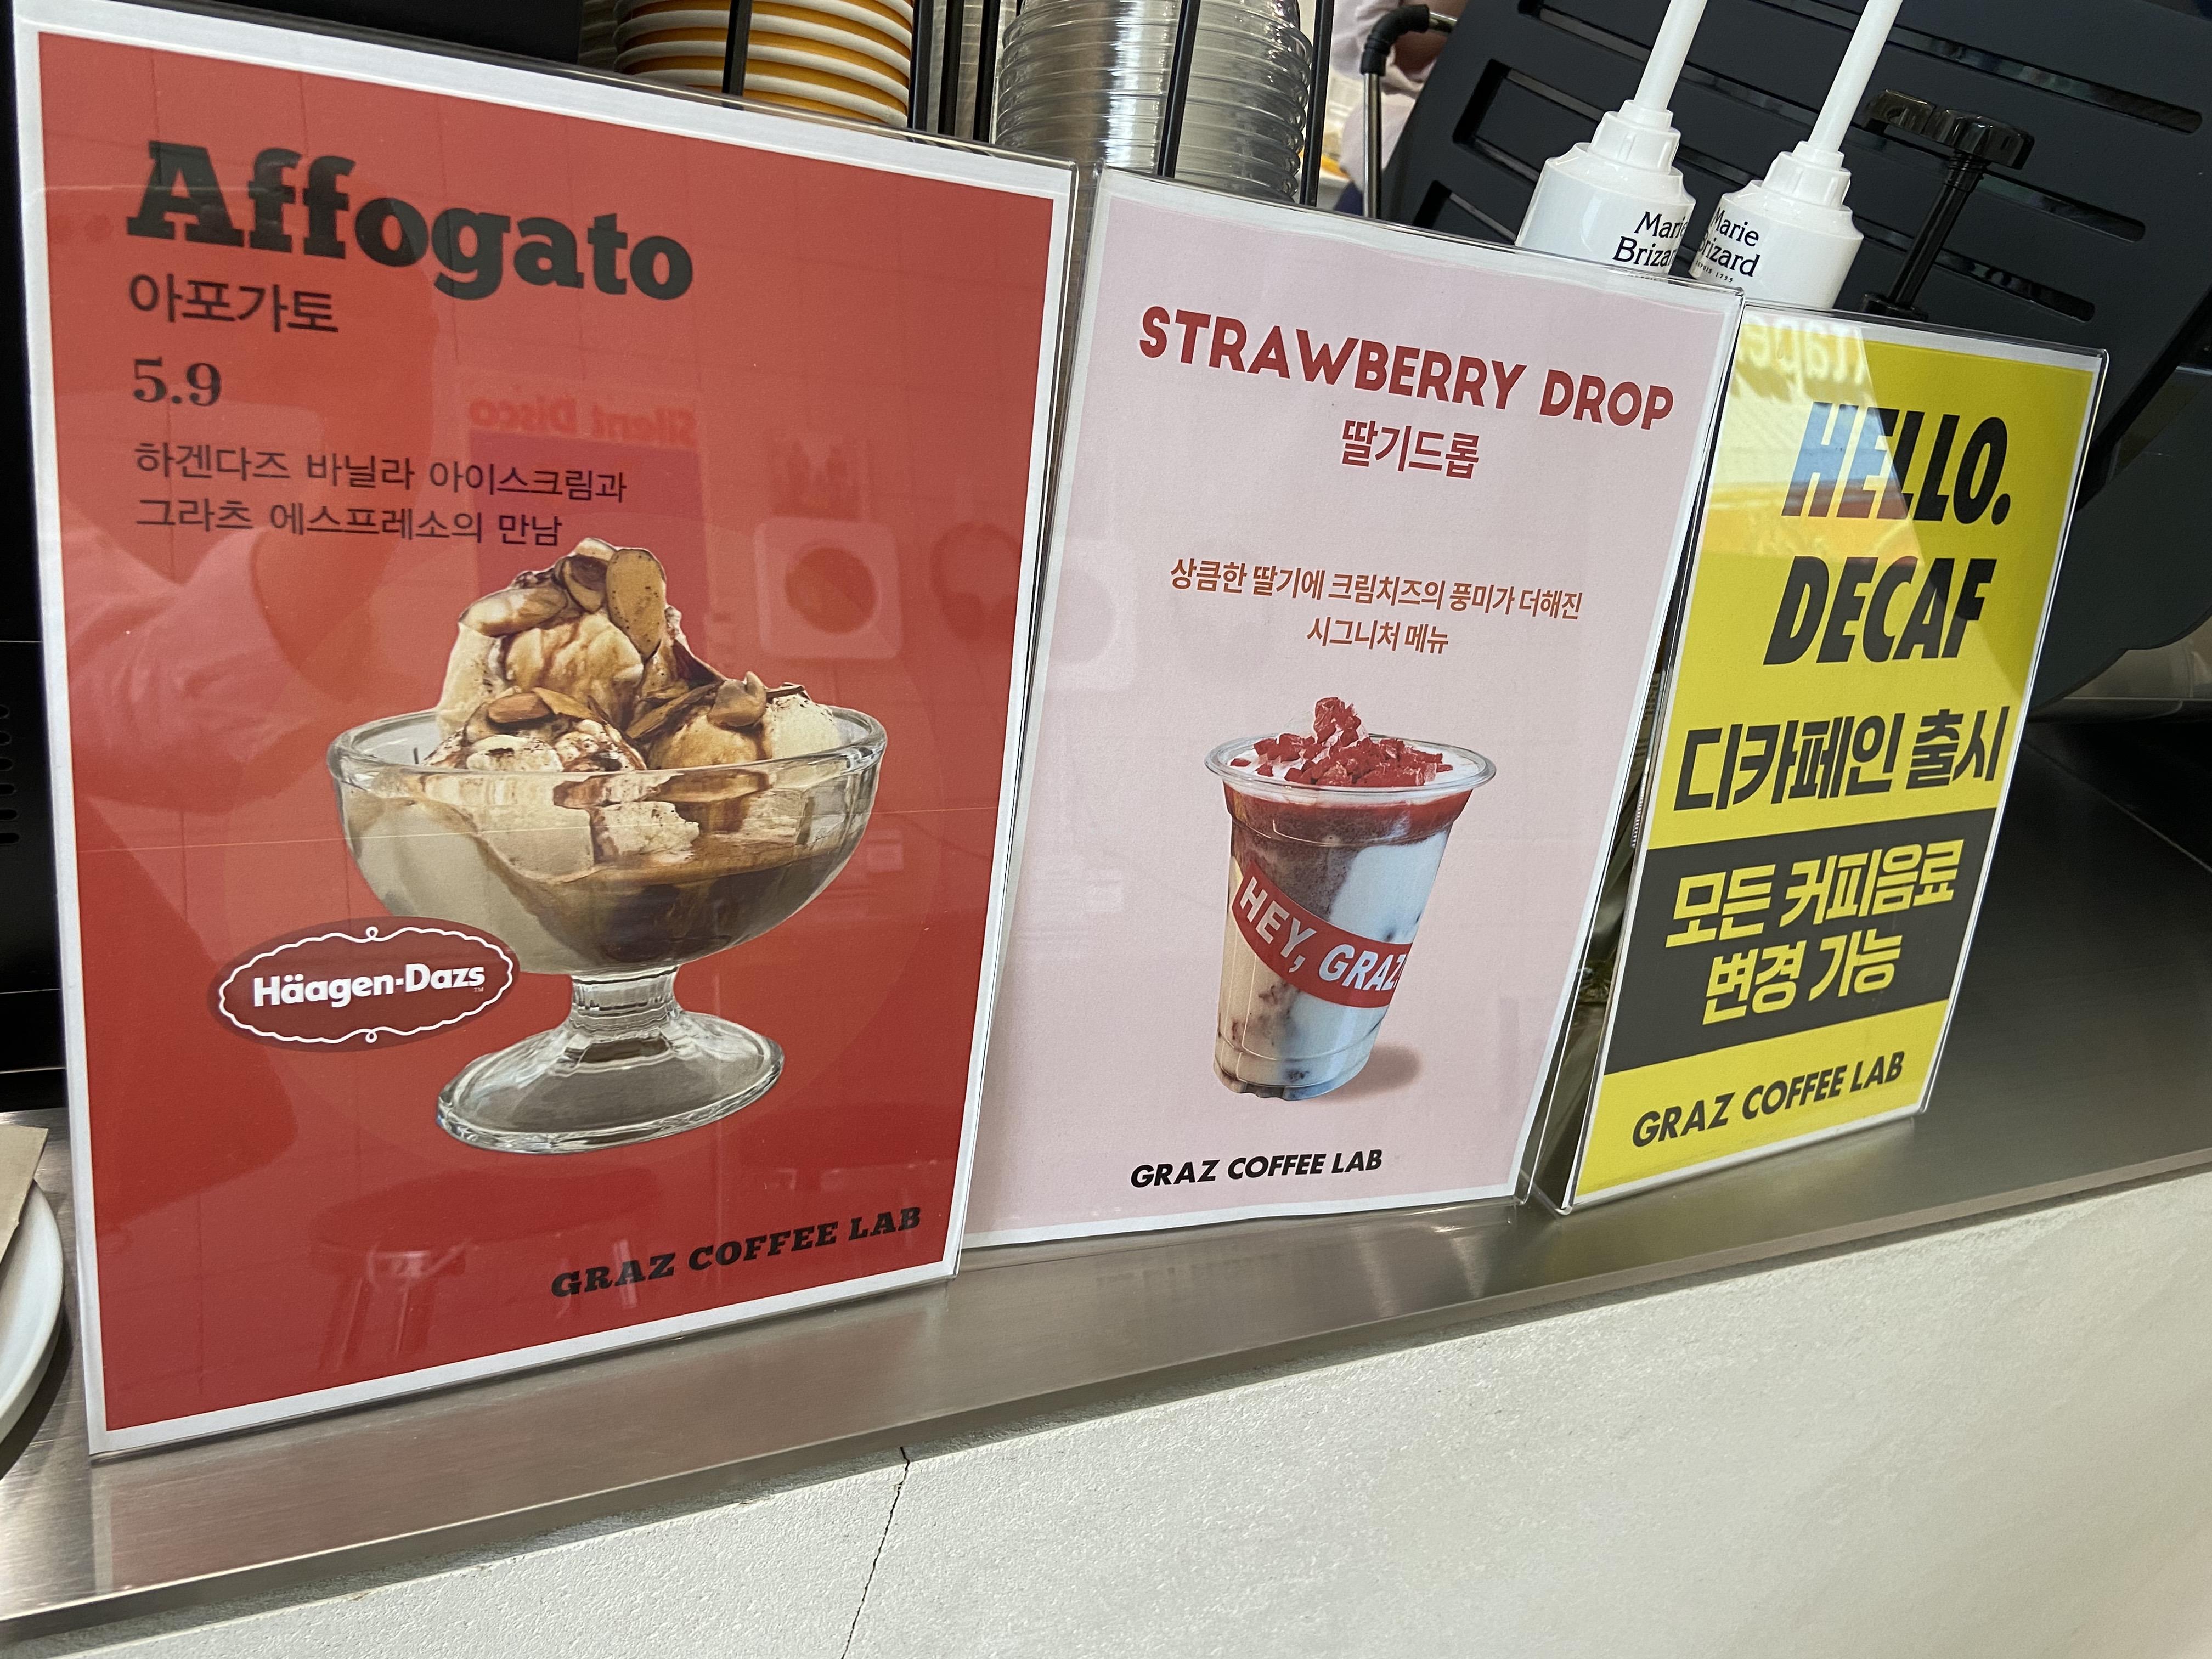 Affogato
아포가토
5.9
하겐다즈 바닐라 아이스크림과
그라츠 에스프레소의 만남
Häagen-Dazs
GRAZ COFFEE LAB
STRAWBERRY DROP
딸기드롭
상큼한 딸기에 크림치즈의 풍미가 더해진
시그니처 메뉴
HEY, GRAZ
GRAZ COFFEE LAB
Marie
Brizard
HELLO.
DECAF
디카페인 출시
모든 커피음료
변경 가능
GRAZ COFFEE LAB
Silent Disco